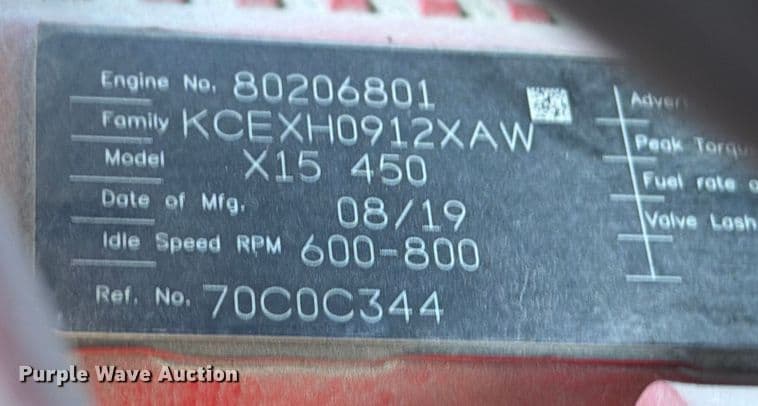 Engine No. 80206801
Family KCEXH0912XAW
Model X15 450
Date of Mfg. 08/19
Idle Speed RPM 600-800
Ref. No. 70C0C344
Peak
Fuel rate
Valve Lash
Purple Wave Auction